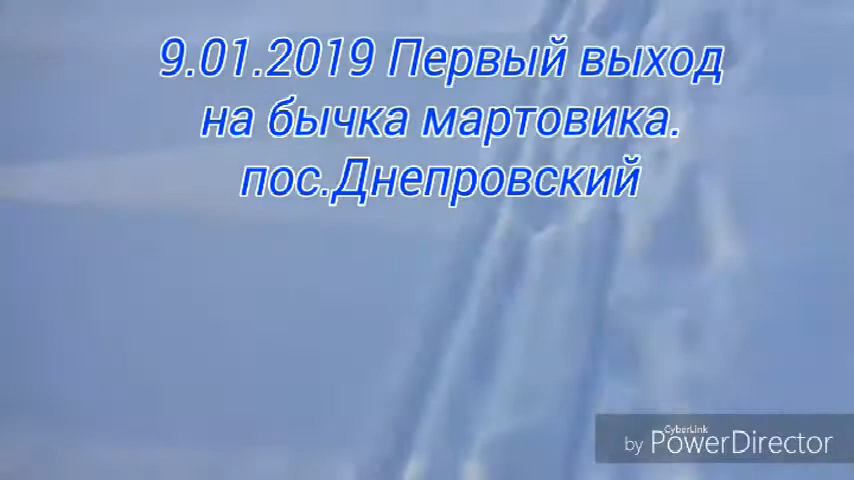 9.01.2019 Первый выход
на бычка мартовика.
пос.Днепровский
CyberLink
by PowerDirector